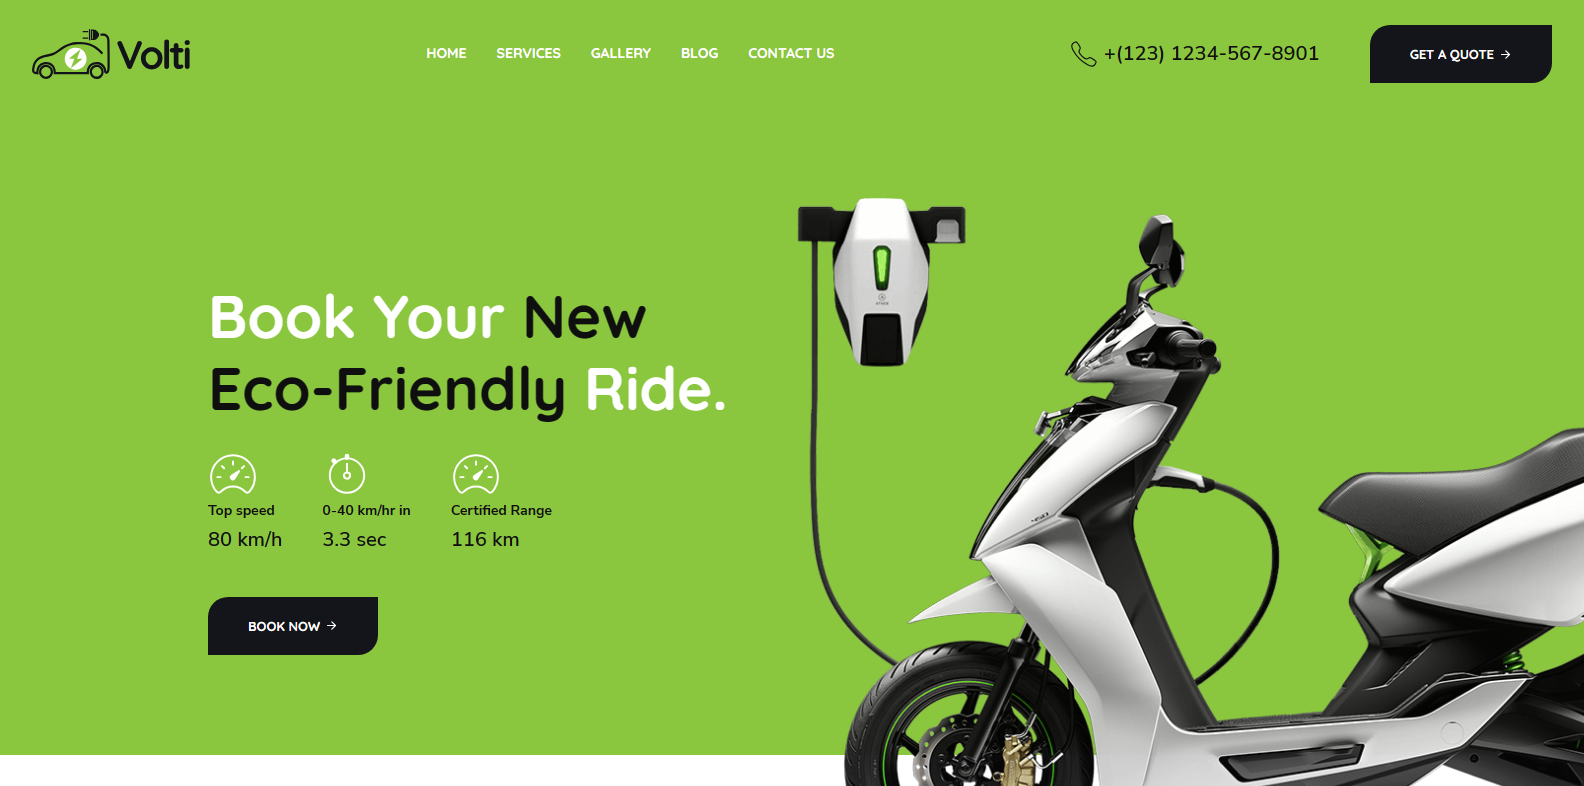 Volti
HOME SERVICES GALLERY BLOG CONTACT US
+(123) 1234-567-8901
GET A QUOTE →
Book Your New
Eco-Friendly Ride.
Top speed
80 km/h
0-40 km/hr in
3.3 sec
Certified Range
116 km
BOOK NOW →